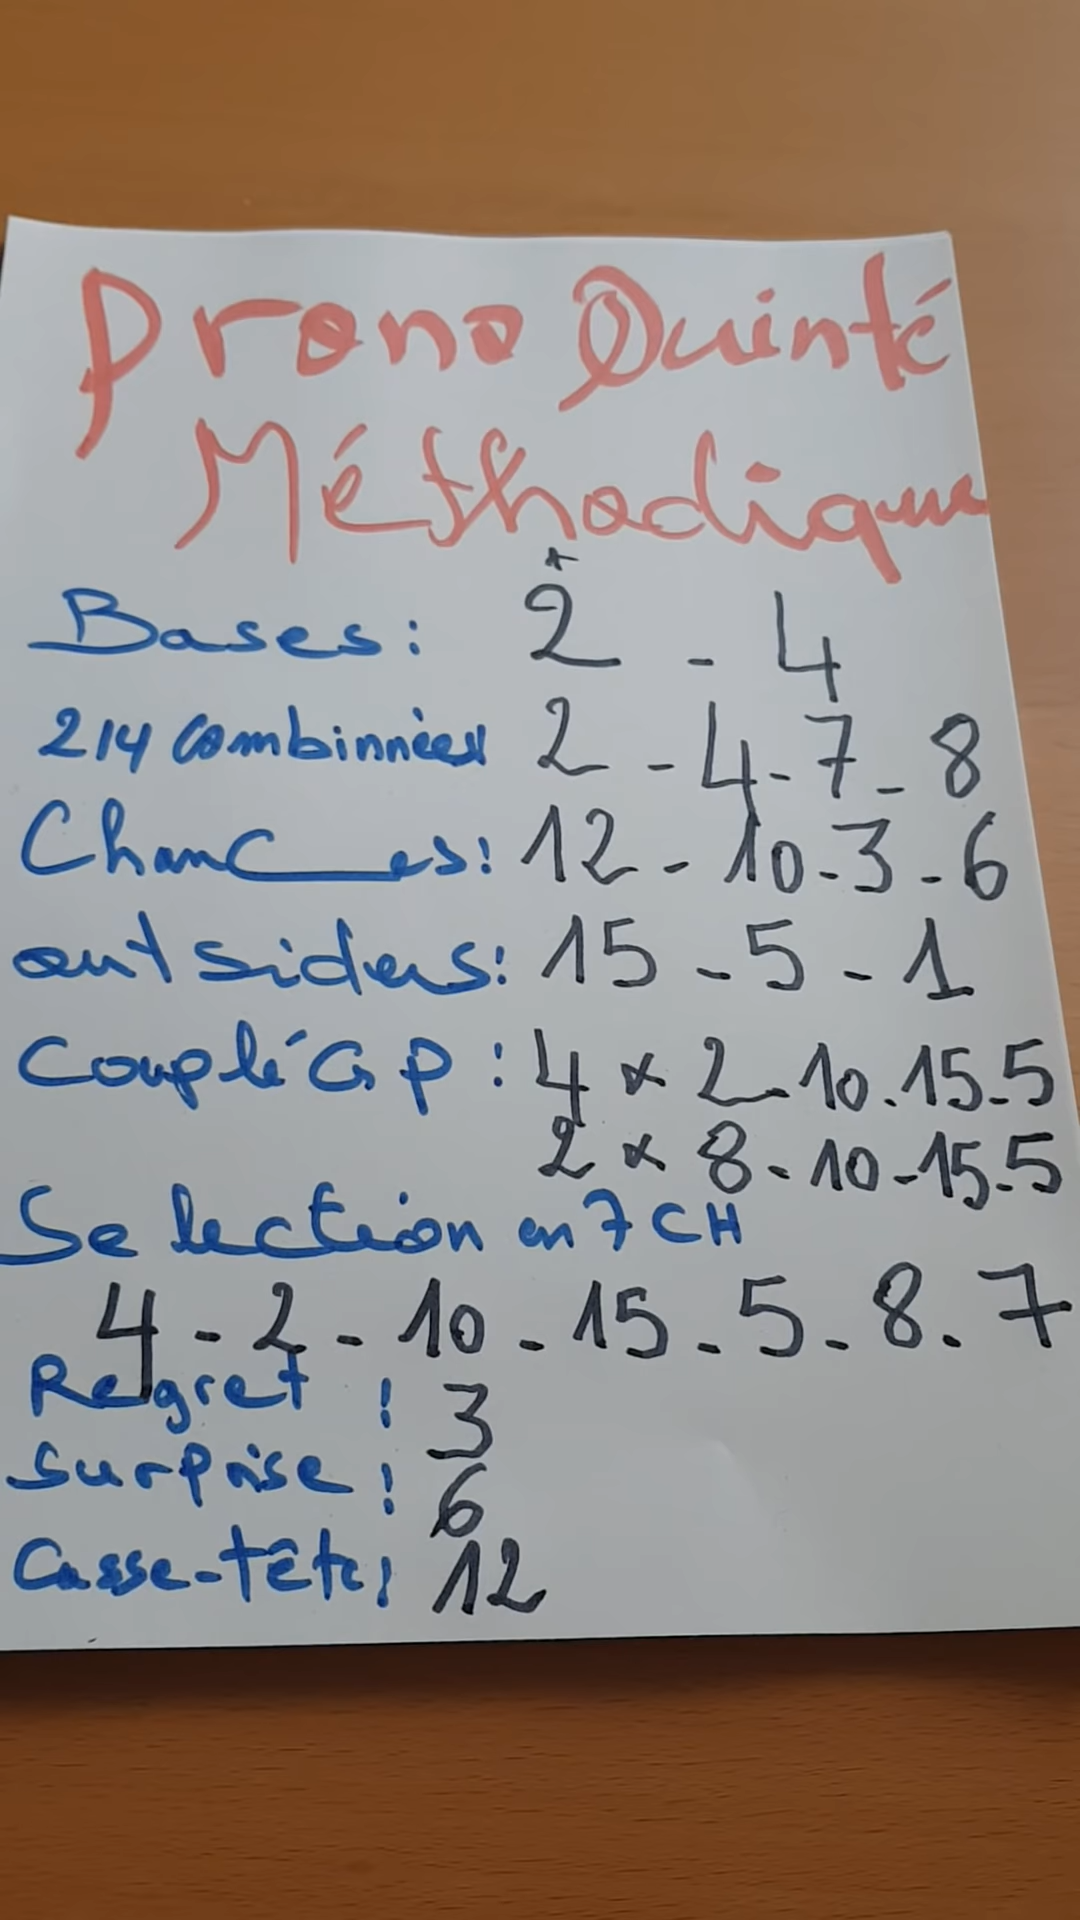 Prono Quinté
Méthodique
*
Bases: 2 - 4
2/4 Combinnées 2 - 4 - 7 - 8
Chances: 12 - 10 - 3 - 6
outsiders: 15 - 5 - 1
Couplé G P : 4 x 2 - 10 . 15 - 5
2 x 8 - 10 - 15 - 5
Selection en 7 CH
4 - 2 - 10 - 15 - 5 - 8 . 7
Regret : 3
Surprise : 6
Casse-tête : 12